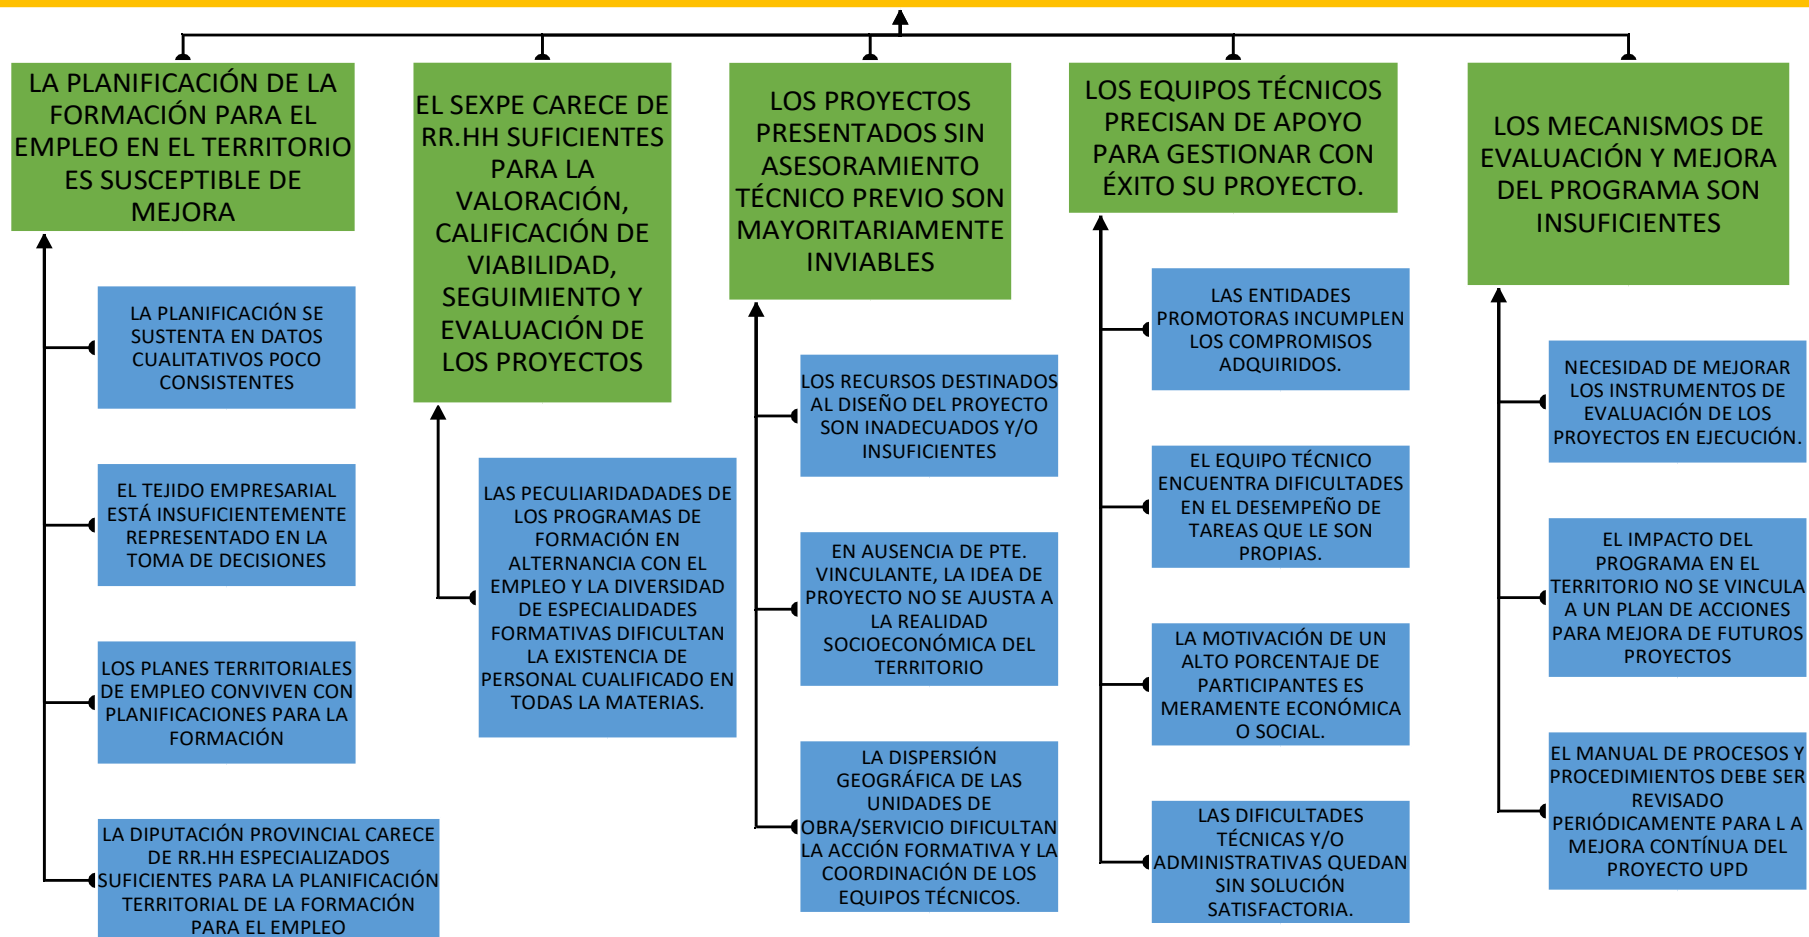 LA PLANIFICACIÓN DE LA
FORMACIÓN PARA EL
EMPLEO EN EL TERRITORIO
ES SUSCEPTIBLE DE
MEJORA
LA PLANIFICACIÓN SE
SUSTENTA EN DATOS
CUALITATIVOS POCO
CONSISTENTES
EL TEJIDO EMPRESARIAL
ESTÁ INSUFICIENTEMENTE
REPRESENTADO EN LA
TOMA DE DECISIONES
LOS PLANES TERRITORIALES
DE EMPLEO CONVIVEN CON
PLANIFICACIONES PARA LA
FORMACIÓN
LA DIPUTACIÓN PROVINCIAL CARECE
DE RR.HH ESPECIALIZADOS
SUFICIENTES PARA LA PLANIFICACIÓN
TERRITORIAL DE LA FORMACIÓN
PARA EL EMPLEO
EL SEXPE CARECE DE
RR.HH SUFICIENTES
PARA LA
VALORACIÓN,
CALIFICACIÓN DE
VIABILIDAD,
SEGUIMIENTO Y
EVALUACIÓN DE
LOS PROYECTOS
LAS PECULIARIDADADES DE
LOS PROGRAMAS DE
FORMACIÓN EN
ALTERNANCIA CON EL
EMPLEO Y LA DIVERSIDAD
DE ESPECIALIDADES
FORMATIVAS DIFICULTAN
LA EXISTENCIA DE
PERSONAL CUALIFICADO EN
TODAS LA MATERIAS.
LOS PROYECTOS
PRESENTADOS SIN
ASESORAMIENTO
TÉCNICO PREVIO SON
MAYORITARIAMENTE
INVIABLES
LOS RECURSOS DESTINADOS
AL DISEÑO DEL PROYECTO
SON INADECUADOS Y/O
INSUFICIENTES
EN AUSENCIA DE PTE.
VINCULANTE, LA IDEA DE
PROYECTO NO SE AJUSTA A
LA REALIDAD
SOCIOECONÓMICA DEL
TERRITORIO
LA DISPERSIÓN
GEOGRÁFICA DE LAS
UNIDADES DE
OBRA/SERVICIO DIFICULTAN
LA ACCIÓN FORMATIVA Y LA
COORDINACIÓN DE LOS
EQUIPOS TÉCNICOS.
LOS EQUIPOS TÉCNICOS
PRECISAN DE APOYO
PARA GESTIONAR CON
ÉXITO SU PROYECTO.
LAS ENTIDADES
PROMOTORAS INCUMPLEN
LOS COMPROMISOS
ADQUIRIDOS.
EL EQUIPO TÉCNICO
ENCUENTRA DIFICULTADES
EN EL DESEMPEÑO DE
TAREAS QUE LE SON
PROPIAS.
LA MOTIVACIÓN DE UN
ALTO PORCENTAJE DE
PARTICIPANTES ES
MERAMENTE ECONÓMICA
O SOCIAL.
LAS DIFICULTADES
TÉCNICAS Y/O
ADMINISTRATIVAS QUEDAN
SIN SOLUCIÓN
SATISFACTORIA.
LOS MECANISMOS DE
EVALUACIÓN Y MEJORA
DEL PROGRAMA SON
INSUFICIENTES
NECESIDAD DE MEJORAR
LOS INSTRUMENTOS DE
EVALUACIÓN DE LOS
PROYECTOS EN EJECUCIÓN.
EL IMPACTO DEL
PROGRAMA EN EL
TERRITORIO NO SE VINCULA
A UN PLAN DE ACCIONES
PARA MEJORA DE FUTUROS
PROYECTOS
EL MANUAL DE PROCESOS Y
PROCEDIMIENTOS DEBE SER
REVISADO
PERIÓDICAMENTE PARA L A
MEJORA CONTÍNUA DEL
PROYECTO UPD